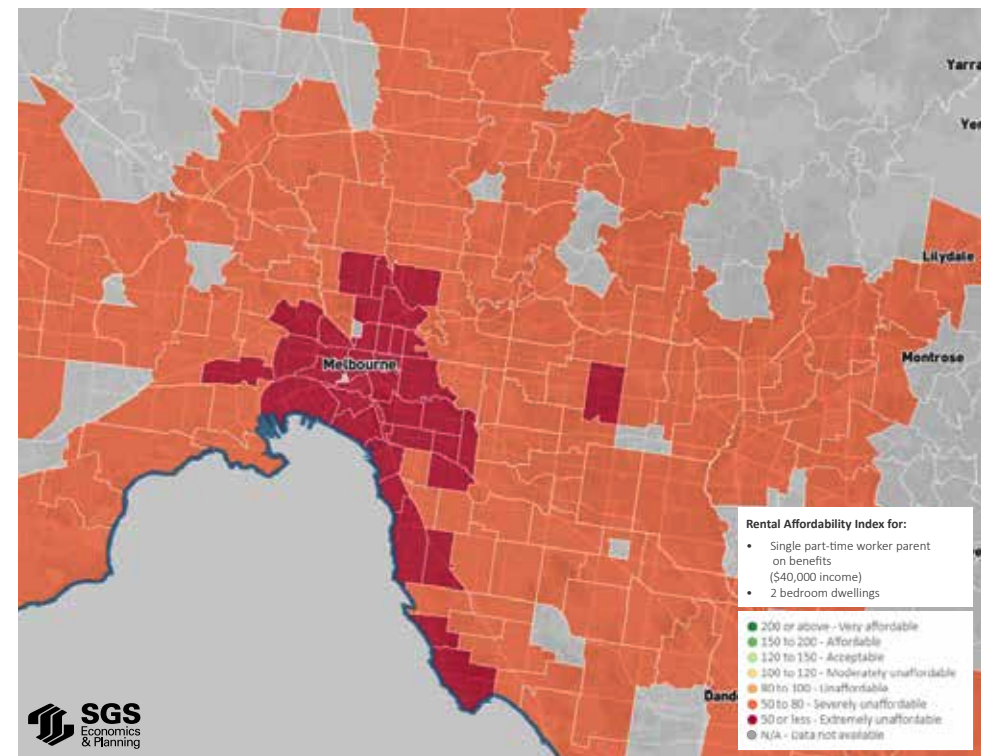 Yarra
Yer
Lilydale
Montrose
Melbourne
Rental Affordability Index for:
• Single part-time worker parent
on benefits
($40,000 income)
• 2 bedroom dwellings
200 or above - Very affordable
150 to 200 - Affordable
120 to 150 - Acceptable
100 to 120 - Moderately unaffordable
80 to 100 - Unaffordable
50 to 80 - Severely unaffordable
50 or less - Extremely unaffordable
N/A - Data not available
Dand
SGS
Economics
& Planning